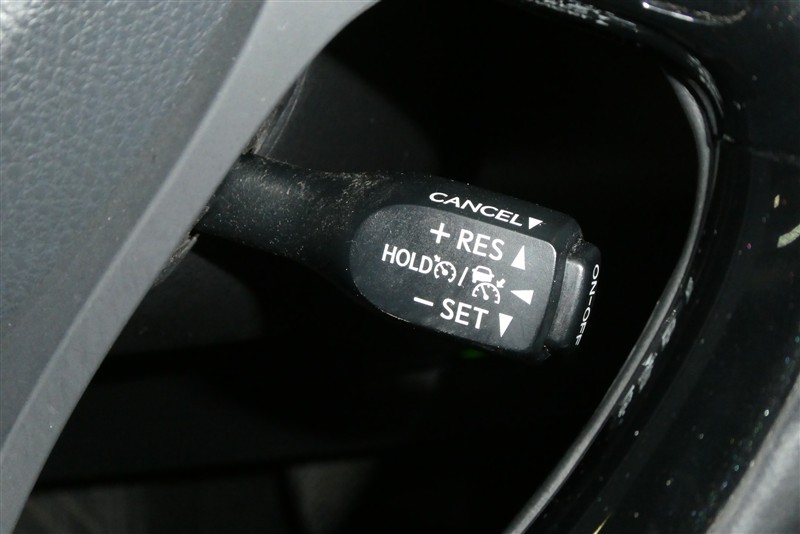 CANCEL▼
+ RES ▲
HOLD / ◀
− SET ▼
ON-OFF